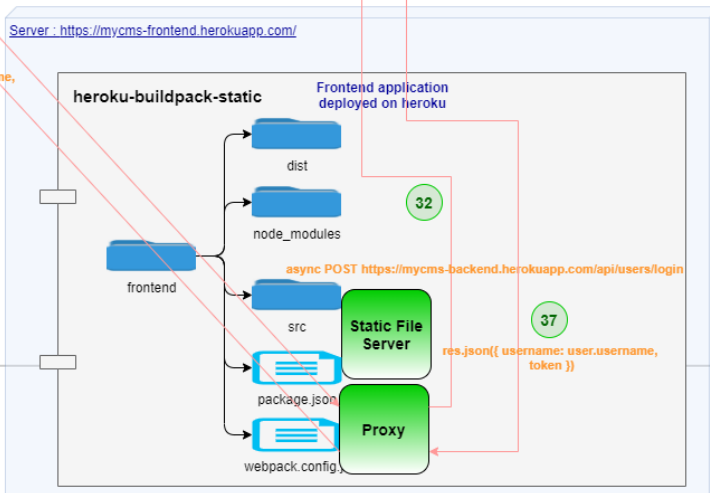 Server : https://mycms-frontend.herokuapp.com/
me,
heroku-buildpack-static
Frontend application
deployed on heroku
dist
32
node_modules
async POST https://mycms-backend.herokuapp.com/api/users/login
frontend
src
Static File
Server
37
res.json({ username: user.username,
token })
package.json
Proxy
webpack.config.j